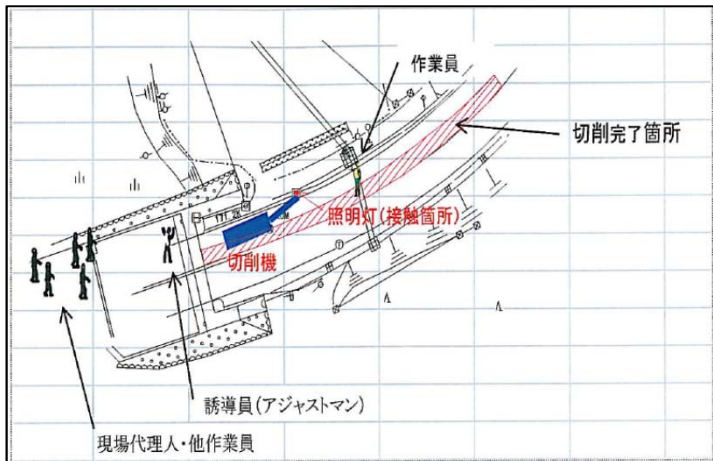 作業員
切削完了箇所
照明灯(接触箇所)
切削機
誘導員(アジャストマン)
現場代理人・他作業員